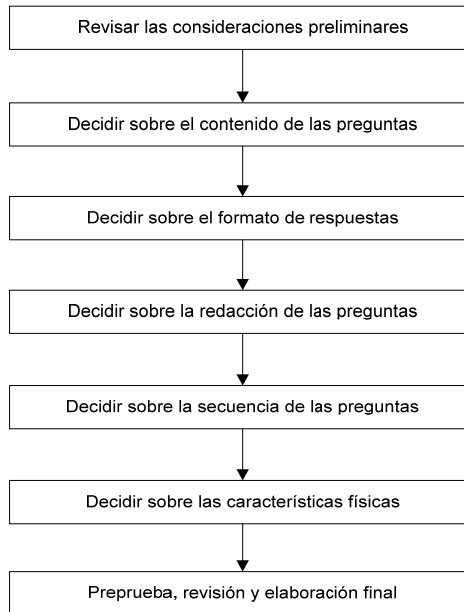 Revisar las consideraciones preliminares
Decidir sobre el contenido de las preguntas
Decidir sobre el formato de respuestas
Decidir sobre la redacción de las preguntas
Decidir sobre la secuencia de las preguntas
Decidir sobre las características físicas
Preprueba, revisión y elaboración final